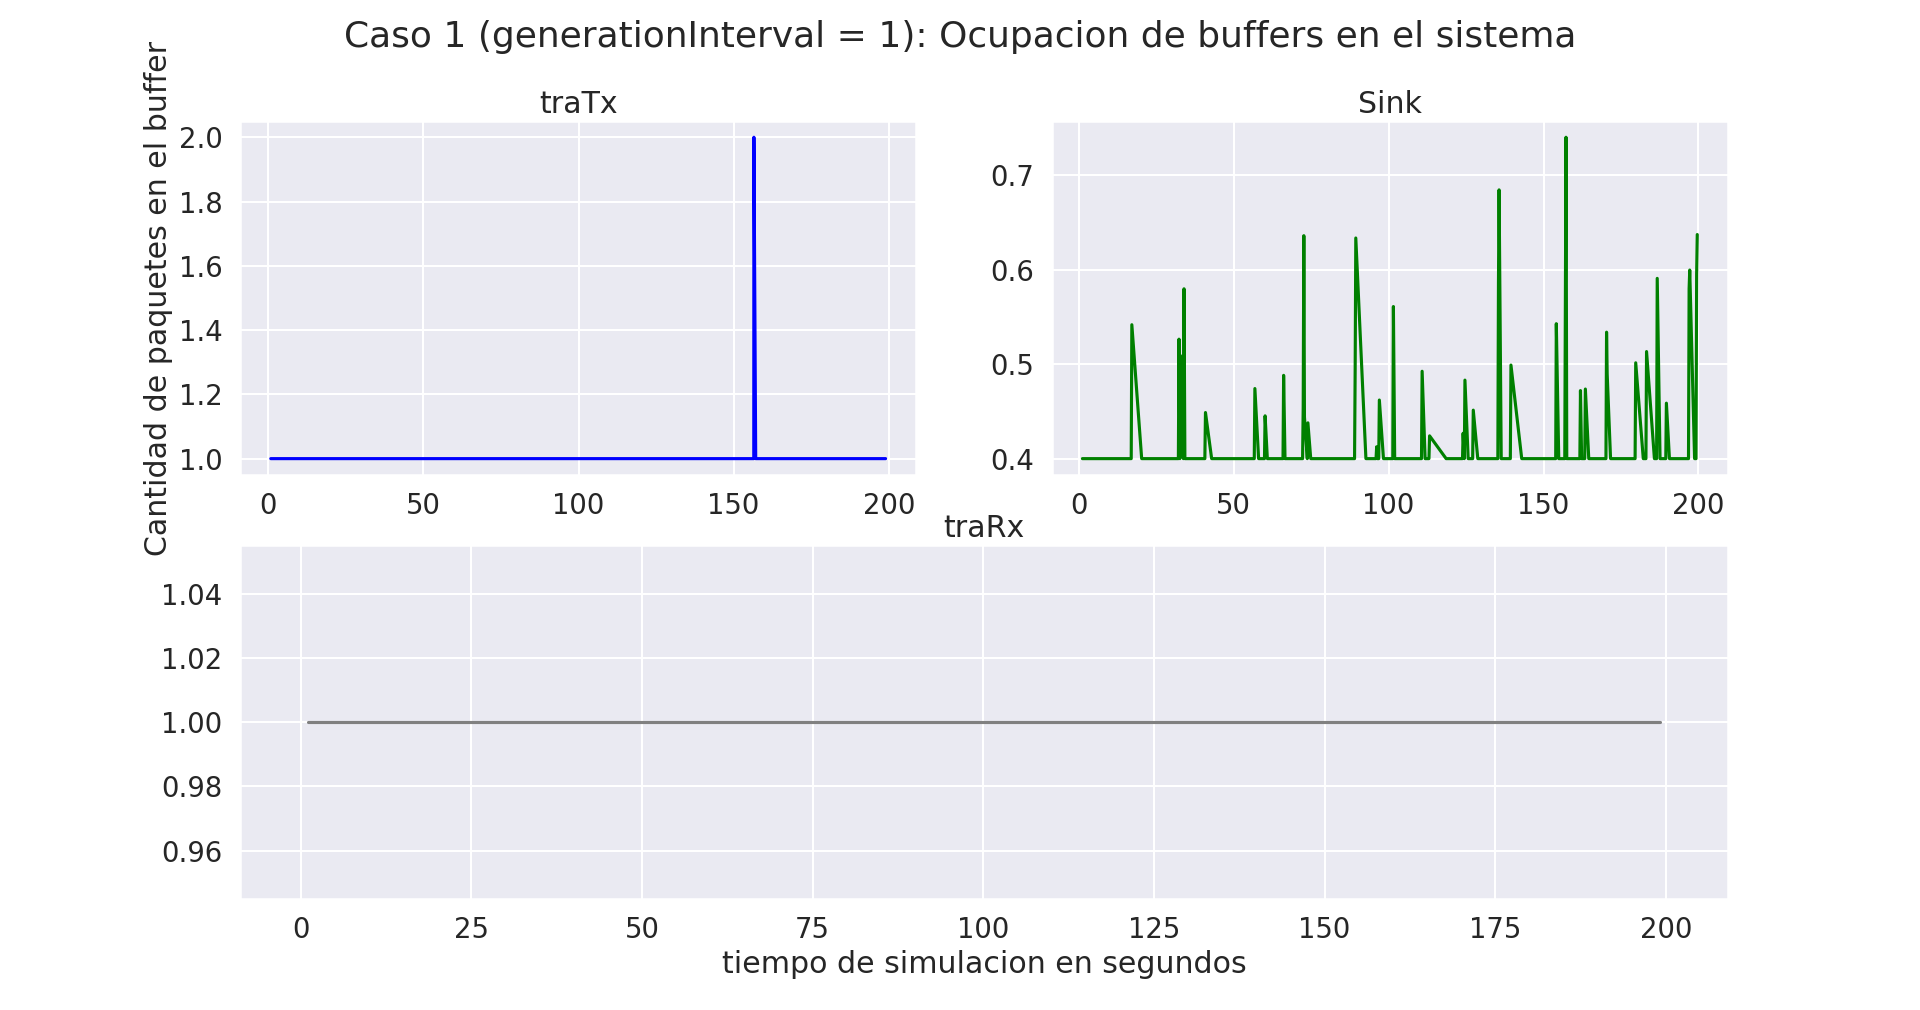 Caso 1 (generationInterval = 1): Ocupacion de buffers en el sistema
Cantidad de paquetes en el buffer
traTx
2.0
1.8
1.6
1.4
1.2
1.0
0 50 100 150 200
Sink
0.7
0.6
0.5
0.4
0 50 100 150 200
traRx
1.04
1.02
1.00
0.98
0.96
0 25 50 75 100 125 150 175 200
tiempo de simulacion en segundos